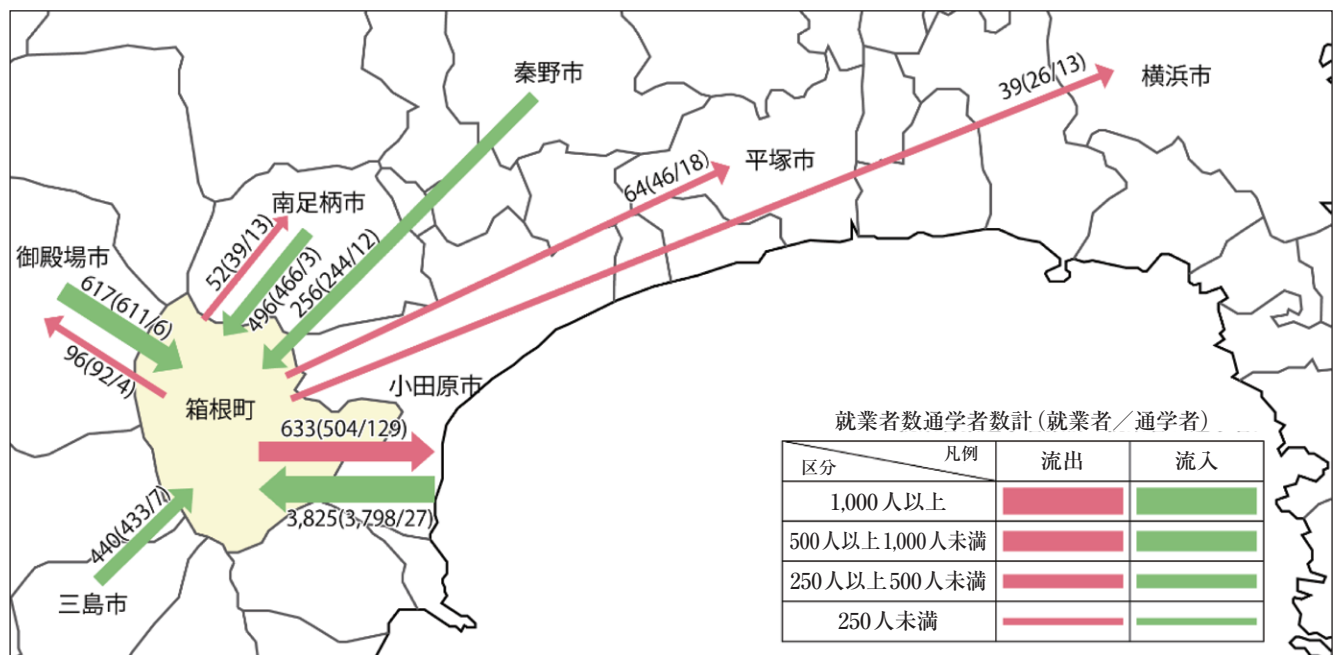 秦野市
横浜市
39(26/13)
平塚市
64(46/18)
南足柄市
52(39/13)
496(466/3)
256(244/12)
御殿場市
617(611/6)
96(92/4)
箱根町
小田原市
633(504/129)
3,825(3,798/27)
440(433/7)
三島市
就業者数通学者数計(就業者/通学者)
区分 凡例 流出 流入
1,000人以上
500人以上1,000人未満
250人以上500人未満
250人未満